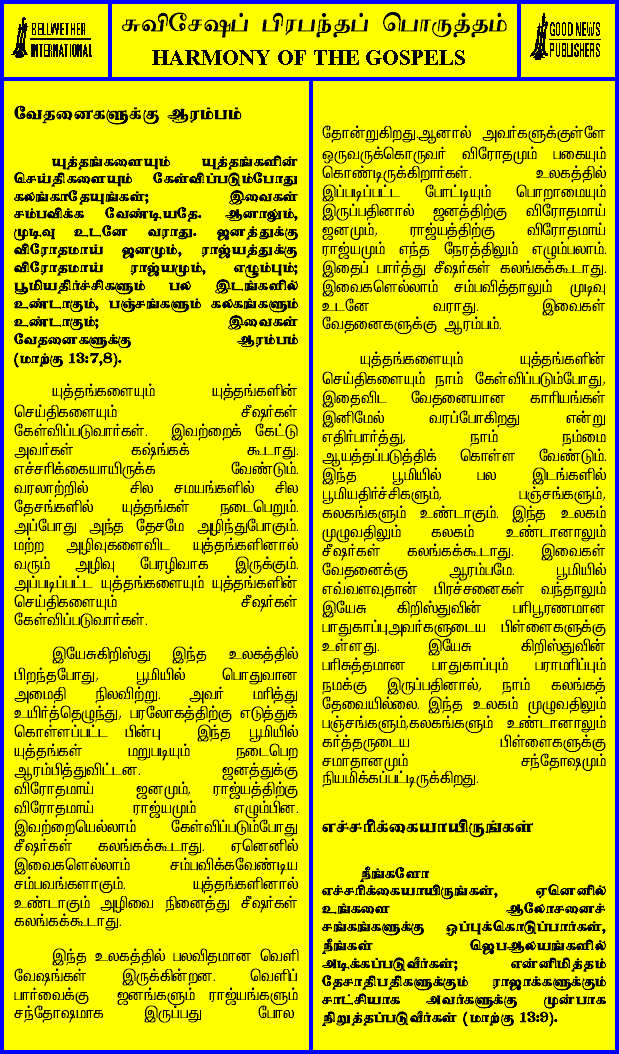 BELLWETHER
INTERNATIONAL
சுவிசேஷப் பிரபந்தப் பொருத்தம்
HARMONY OF THE GOSPELS
GOOD NEWS
PUBLISHERS
வேதனைகளுக்கு ஆரம்பம்
யுத்தங்களையும் யுத்தங்களின்
செய்திகளையும் கேள்விப்படும்போது
கலங்காதேயுங்கள்; இவைகள்
சம்பவிக்க வேண்டியதே. ஆனாலும்,
முடிவு உடனே வராது. ஜனத்துக்கு
விரோதமாய் ஜனமும், ராஜ்யத்துக்கு
விரோதமாய் ராஜ்யமும், எழும்பும்;
பூமியதிர்ச்சிகளும் பல இடங்களில்
உண்டாகும், பஞ்சங்களும் கலகங்களும்
உண்டாகும்; இவைகள்
வேதனைகளுக்கு ஆரம்பம்
(மாற்கு 13:7,8).
யுத்தங்களையும் யுத்தங்களின்
செய்திகளையும் சீஷர்கள்
கேள்விப்படுவார்கள். இவற்றைக் கேட்டு
அவர்கள் கஷ்ங்கக் கூடாது.
எச்சரிக்கையாயிருக்க வேண்டும்.
வரலாற்றில் சில சமயங்களில் சில
தேசங்களில் யுத்தங்கள் நடைபெறும்.
அப்போது அந்த தேசமே அழிந்துபோகும்.
மற்ற அழிவுகளைவிட யுத்தங்களினால்
வரும் அழிவு பேரழிவாக இருக்கும்.
அப்படிப்பட்ட யுத்தங்களையும் யுத்தங்களின்
செய்திகளையும் சீஷர்கள்
கேள்விப்படுவார்கள்.
இயேசுகிறிஸ்து இந்த உலகத்தில்
பிறந்தபோது, பூமியில் பொதுவான
அமைதி நிலவிற்று. அவர் மரித்து
உயிர்த்தெழுந்து, பரலோகத்திற்கு எடுத்துக்
கொள்ளப்பட்ட பின்பு இந்த பூமியில்
யுத்தங்கள் மறுபடியும் நடைபெற
ஆரம்பித்துவிட்டன. ஜனத்துக்கு
விரோதமாய் ஜனமும், ராஜ்யத்திற்கு
விரோதமாய் ராஜ்யமும் எழும்பின.
இவற்றையெல்லாம் கேள்விப்படும்போது
சீஷர்கள் கலங்கக்கூடாது. ஏனெனில்
இவைகளெல்லாம் சம்பவிக்கவேண்டிய
சம்பவங்களாகும். யுத்தங்களினால்
உண்டாகும் அழிவை நினைத்து சீஷர்கள்
கலங்கக்கூடாது.
இந்த உலகத்தில் பலவிதமான வெளி
வேஷங்கள் இருக்கின்றன. வெளிப்
பார்வைக்கு ஜனங்களும் ராஜ்யங்களும்
சந்தோஷமாக இருப்பது போல
தோன்றுகிறது.ஆனால் அவர்களுக்குள்ளே
ஒருவருக்கொருவர் விரோதமும் பகையும்
கொண்டிருக்கிறார்கள். உலகத்தில்
இப்படிப்பட்ட போட்டியும் பொறாமையும்
இருப்பதினால் ஜனத்திற்கு விரோதமாய்
ஜனமும், ராஜ்யத்திற்கு விரோதமாய்
ராஜ்யமும் எந்த நேரத்திலும் எழும்பலாம்.
இதைப் பார்த்து சீஷர்கள் கலங்கக்கூடாது.
இவைகளெல்லாம் சம்பவித்தாலும் முடிவு
உடனே வராது. இவைகள்
வேதனைகளுக்கு ஆரம்பம்.
யுத்தங்களையும் யுத்தங்களின்
செய்திகளையும் நாம் கேள்விப்படும்போது,
இதைவிட வேதனையான காரியங்கள்
இனிமேல் வரப்போகிறது என்று
எதிர்பார்த்து, நாம் நம்மை
ஆயத்தப்படுத்திக் கொள்ள வேண்டும்.
இந்த பூமியில் பல இடங்களில்
பூமியதிர்ச்சிகளும், பஞ்சங்களும்,
கலகங்களும் உண்டாகும். இந்த உலகம்
முழுவதிலும் கலகம் உண்டானாலும்
சீஷர்கள் கலங்கக்கூடாது. இவைகள்
வேதனைக்கு ஆரம்பமே. பூமியில்
எவ்வளவுதான் பிரச்சனைகள் வந்தாலும்
இயேசு கிறிஸ்துவின் பரிபூரணமான
பாதுகாப்புஅவர்களுடைய பிள்ளைகளுக்கு
உள்ளது. இயேசு கிறிஸ்துவின்
பரிசுத்தமான பாதுகாப்பும் பராமரிப்பும்
நமக்கு இருப்பதினால், நாம் கலங்கத்
தேவையில்லை. இந்த உலகம் முழுவதிலும்
பஞ்சங்களும்,கலகங்களும் உண்டானாலும்
கர்த்தருடைய பிள்ளைகளுக்கு
சமாதானமும் சந்தோஷமும்
நியமிக்கப்பட்டிருக்கிறது.
எச்சரிக்கையாயிருங்கள்
நீங்களோ
எச்சரிக்கையாயிருங்கள், ஏனெனில்
உங்களை ஆலோசனைச்
சங்கங்களுக்கு ஒப்புக்கொடுப்பார்கள்,
நீங்கள் ஜெபஆலயங்களில்
அடிக்கப்படுவீர்கள்; என்னிமித்தம்
தேசாதிபதிகளுக்கும் ராஜாக்களுக்கும்
சாட்சியாக அவர்களுக்கு முன்பாக
நிறுத்தப்படுவீர்கள் (மாற்கு 13:9).